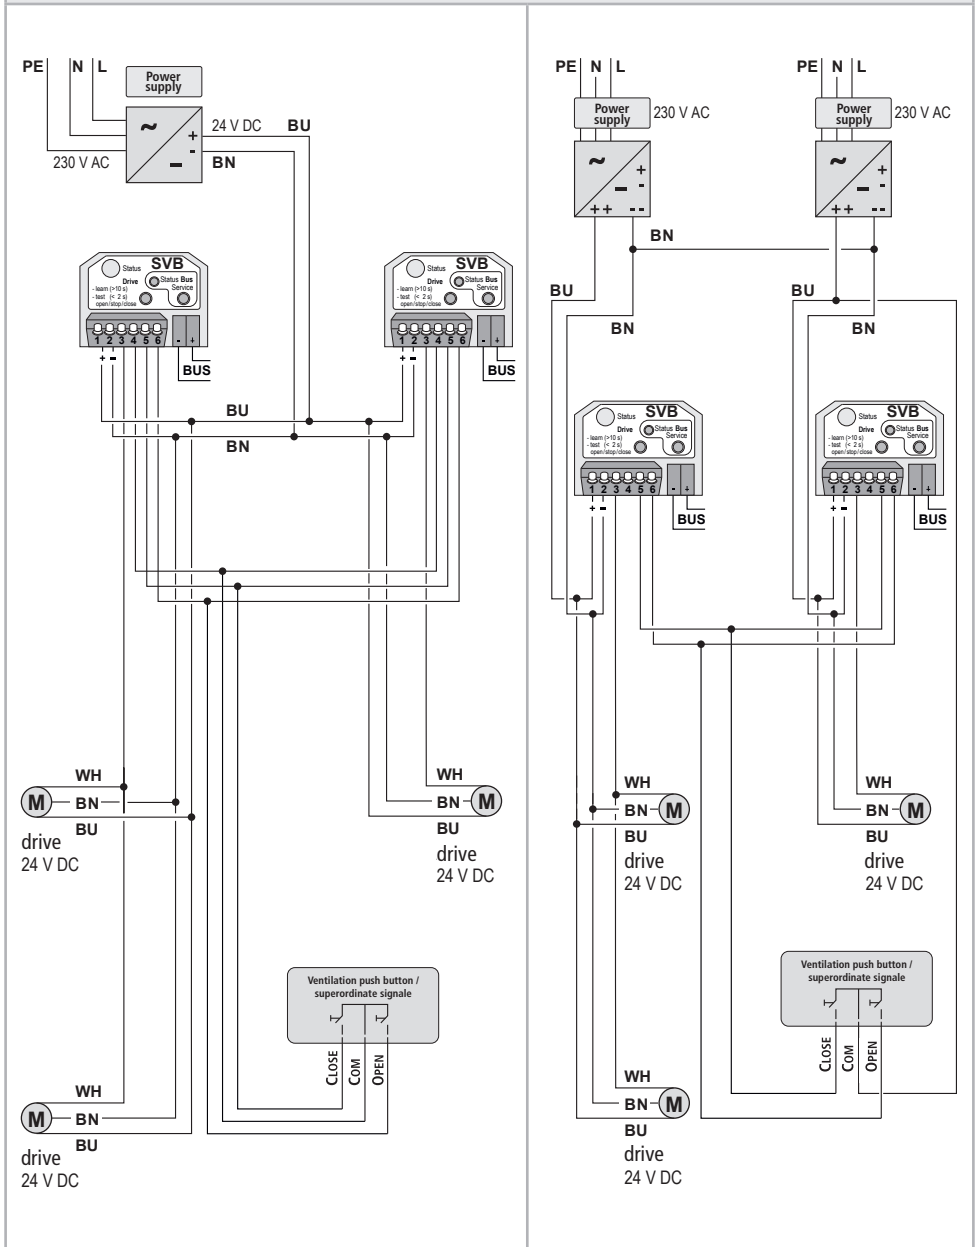 PE N L
Power
supply
~
24 V DC BU
+
230 V AC
BN
–
SVB
Status
Status Bus
Drive
Service
- learn (>10 s)
- test (< 2 s)
open/stop/close
1 2 3 4 5 6 - +
+ -
BUS
SVB
Status
Status Bus
Drive
Service
- learn (>10 s)
- test (< 2 s)
open/stop/close
1 2 3 4 5 6 - +
+ -
BUS
BU
BN
WH
M BN
BU
drive
24 V DC
WH
BN M
BU
drive
24 V DC
Ventilation push button /
superordinate signale
CLOSE
COM
OPEN
WH
M BN
BU
drive
24 V DC
PE N L
Power
supply
230 V AC
~
+
–
-
++ --
PE N L
Power
supply
230 V AC
~
+
–
-
++ --
BN
BU
BN
BU
BN
SVB
Status
Status Bus
Drive
Service
- learn (>10 s)
- test (< 2 s)
open/stop/close
1 2 3 4 5 6 - +
+ -
BUS
SVB
Status
Status Bus
Drive
Service
- learn (>10 s)
- test (< 2 s)
open/stop/close
1 2 3 4 5 6 - +
+ -
BUS
WH
BN M
BU
drive
24 V DC
WH
BN M
BU
drive
24 V DC
Ventilation push button /
superordinate signale
CLOSE
COM
OPEN
WH
BN M
BU
drive
24 V DC